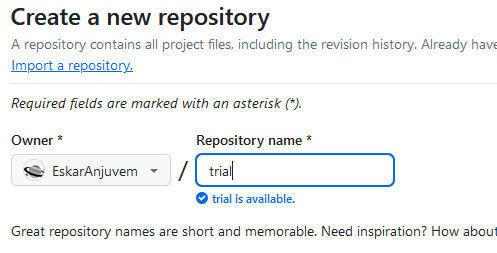 Create a new repository
A repository contains all project files, including the revision history. Already have
Import a repository.
Required fields are marked with an asterisk (*).
Owner * Repository name *
EskarAnjuvem / trial
trial is available.
Great repository names are short and memorable. Need inspiration? How about